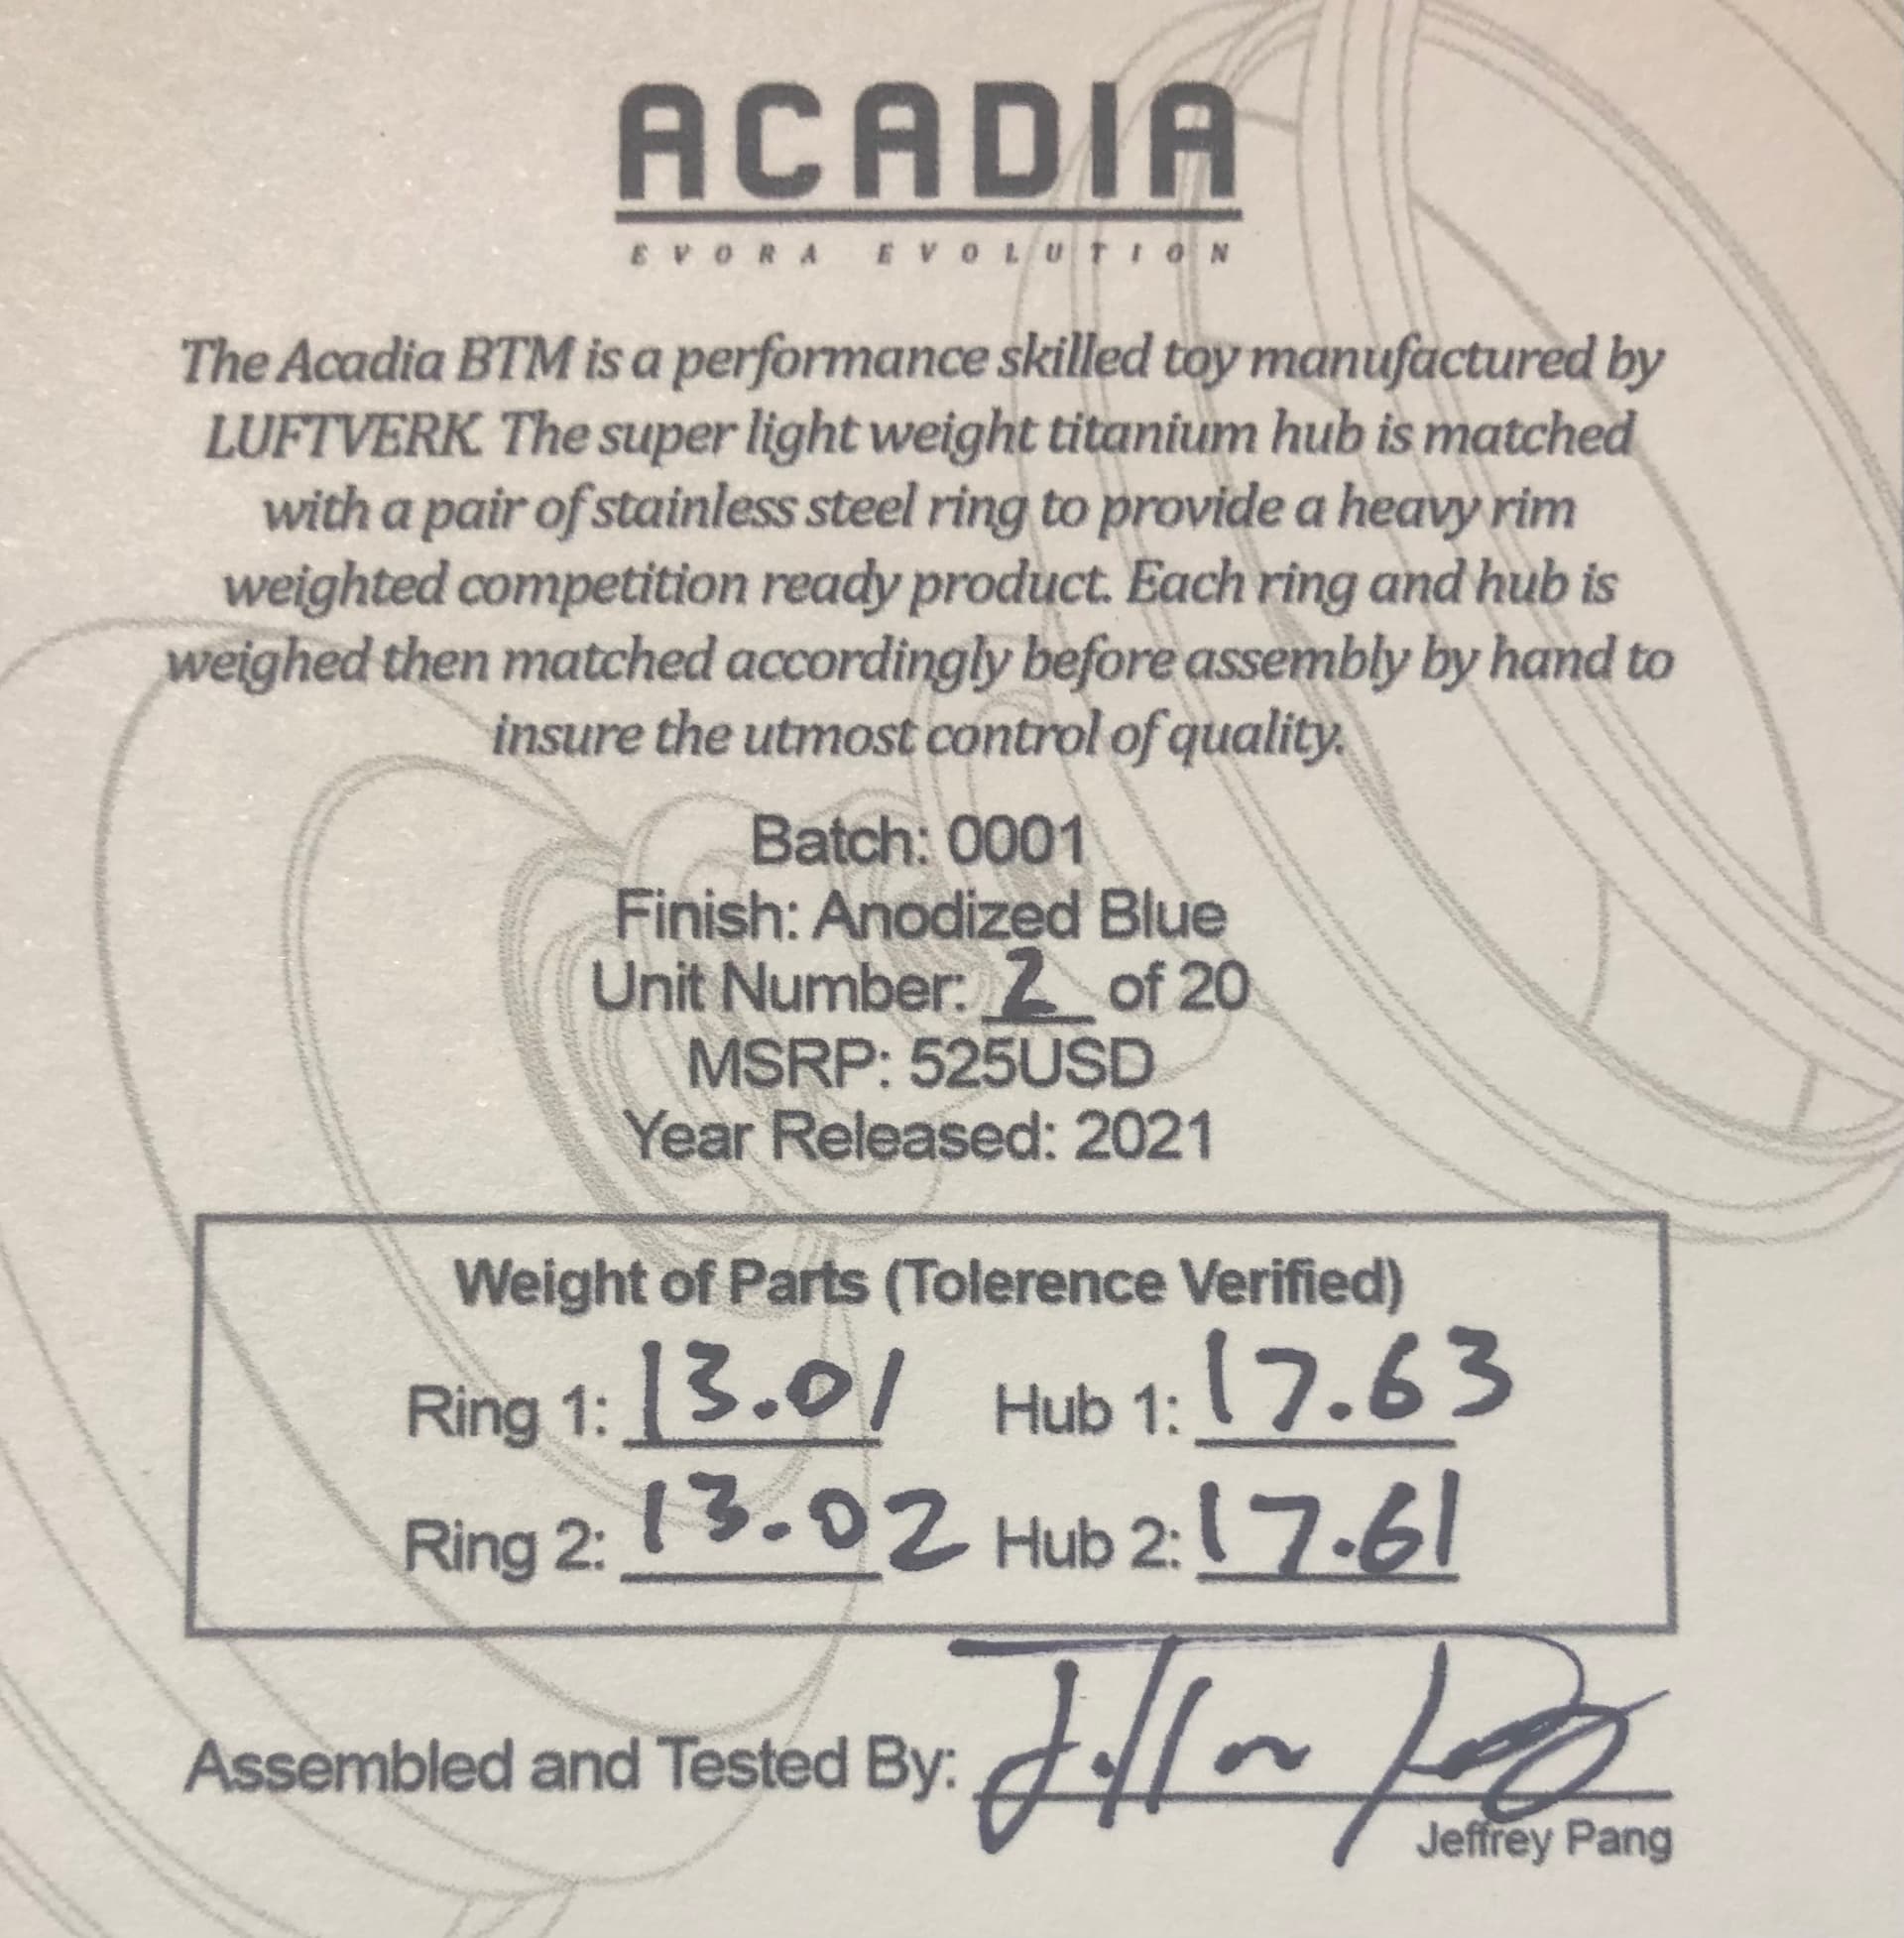 ACADIA
EVORA EVOLUTION
The Acadia BTM is a performance skilled toy manufactured by
LUFTVERK. The super light weight titanium hub is matched
with a pair of stainless steel ring to provide a heavy rim
weighted competition ready product. Each ring and hub is
weighed then matched accordingly before assembly by hand to
insure the utmost control of quality.
Batch: 0001
Finish: Anodized Blue
Unit Number: 2 of 20
MSRP: 525USD
Year Released: 2021
Weight of Parts (Tolerence Verified)
Ring 1: 13.01 Hub 1: 17.63
Ring 2: 13.02 Hub 2: 17.61
Assembled and Tested By:
Jeffrey Pang